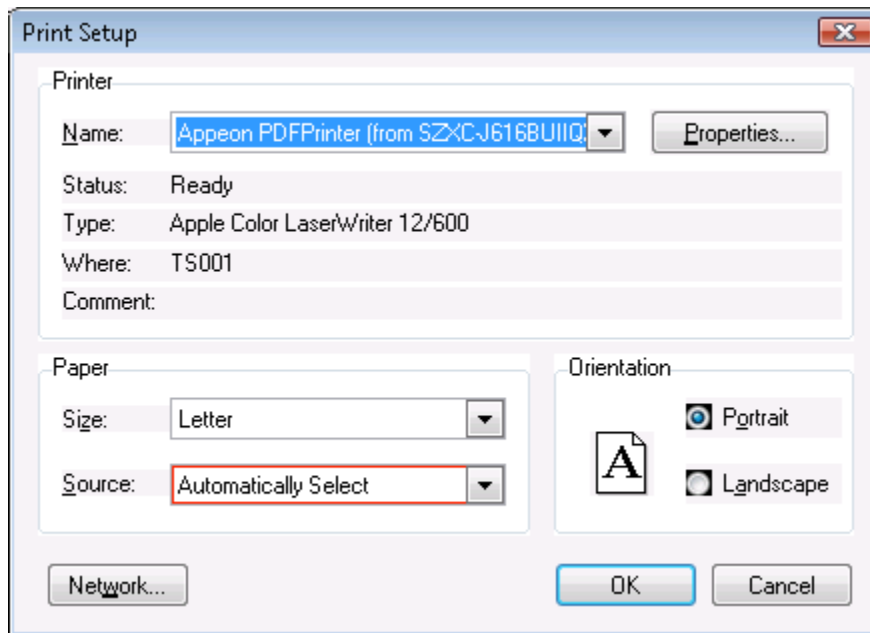 Print Setup
Printer
Name: Appeon PDFPrinter (from SZXC-J616BUIIQ Properties...
Status: Ready
Type: Apple Color LaserWriter 12/600
Where: TS001
Comment:
Paper
Size: Letter
Source: Automatically Select
Orientation
A
Portrait
Landscape
Network...
OK
Cancel